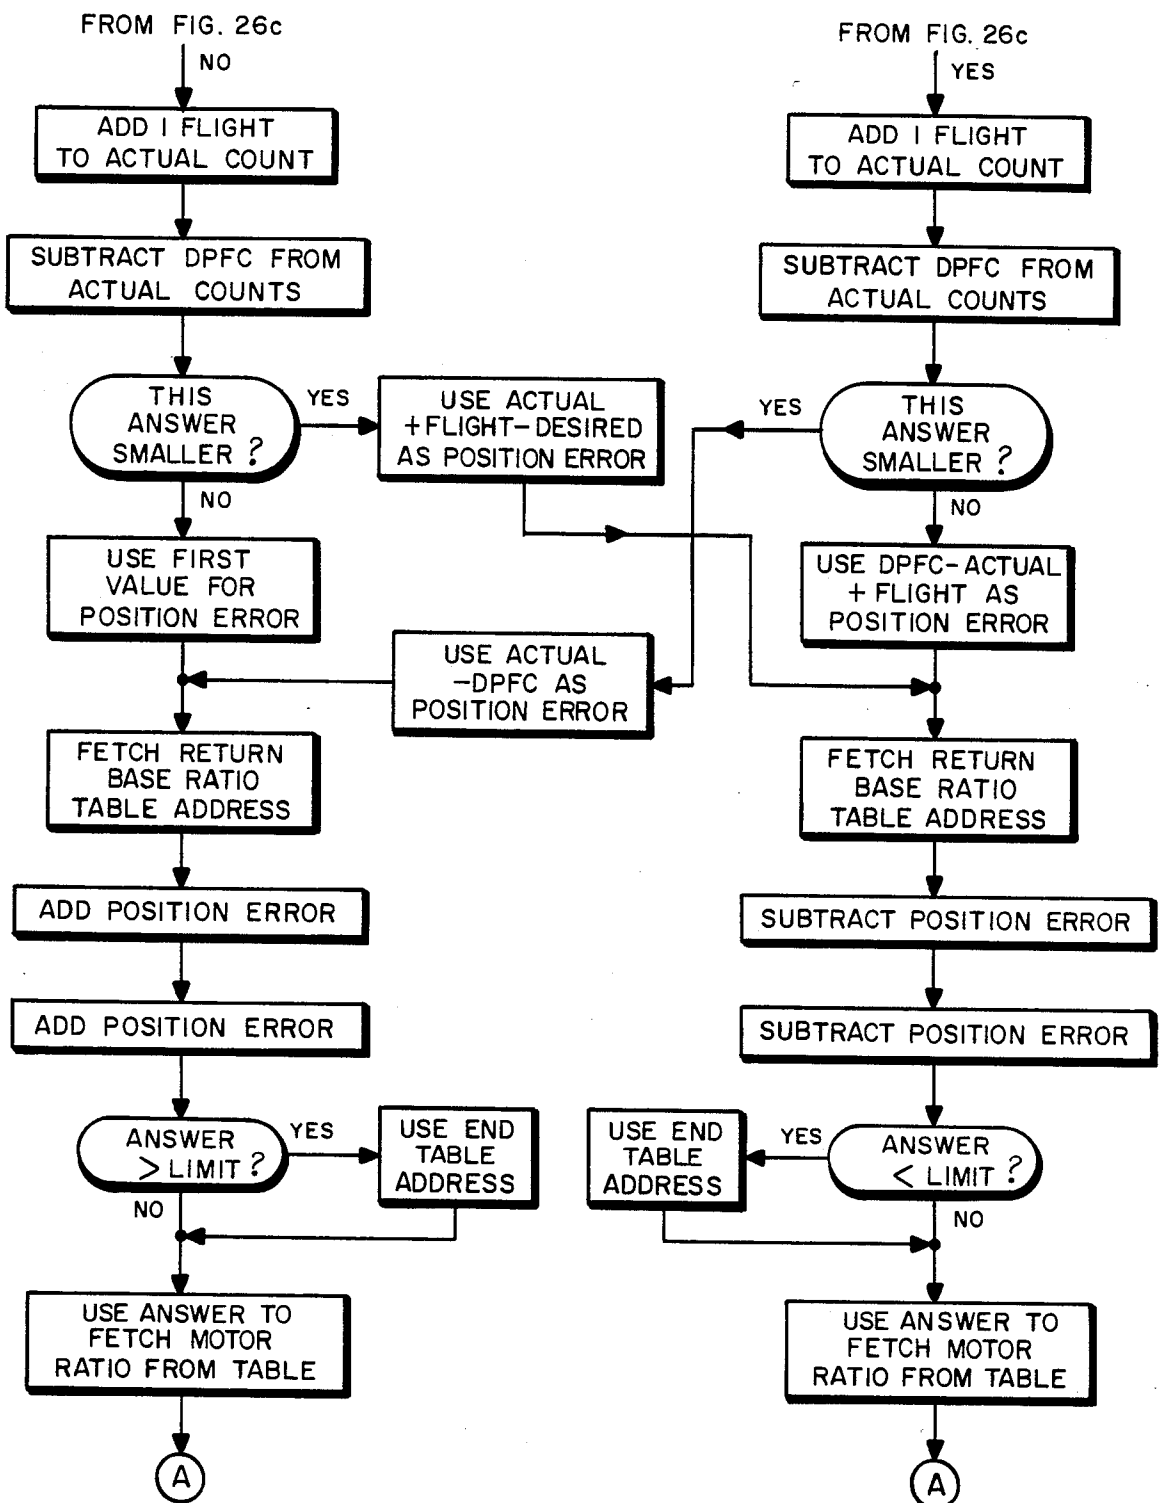 FROM FIG. 26c
NO
ADD 1 FLIGHT
TO ACTUAL COUNT
SUBTRACT DPFC FROM
ACTUAL COUNTS
THIS
ANSWER
SMALLER ?
YES
NO
USE ACTUAL
+FLIGHT-DESIRED
AS POSITION ERROR
USE FIRST
VALUE FOR
POSITION ERROR
FETCH RETURN
BASE RATIO
TABLE ADDRESS
ADD POSITION ERROR
ADD POSITION ERROR
ANSWER
> LIMIT ?
YES
NO
USE END
TABLE
ADDRESS
USE ANSWER TO
FETCH MOTOR
RATIO FROM TABLE
A
FROM FIG. 26c
YES
ADD 1 FLIGHT
TO ACTUAL COUNT
SUBTRACT DPFC FROM
ACTUAL COUNTS
THIS
ANSWER
SMALLER ?
YES
NO
USE ACTUAL
-DPFC AS
POSITION ERROR
USE DPFC-ACTUAL
+ FLIGHT AS
POSITION ERROR
FETCH RETURN
BASE RATIO
TABLE ADDRESS
SUBTRACT POSITION ERROR
SUBTRACT POSITION ERROR
ANSWER
< LIMIT ?
YES
NO
USE END
TABLE
ADDRESS
USE ANSWER TO
FETCH MOTOR
RATIO FROM TABLE
A